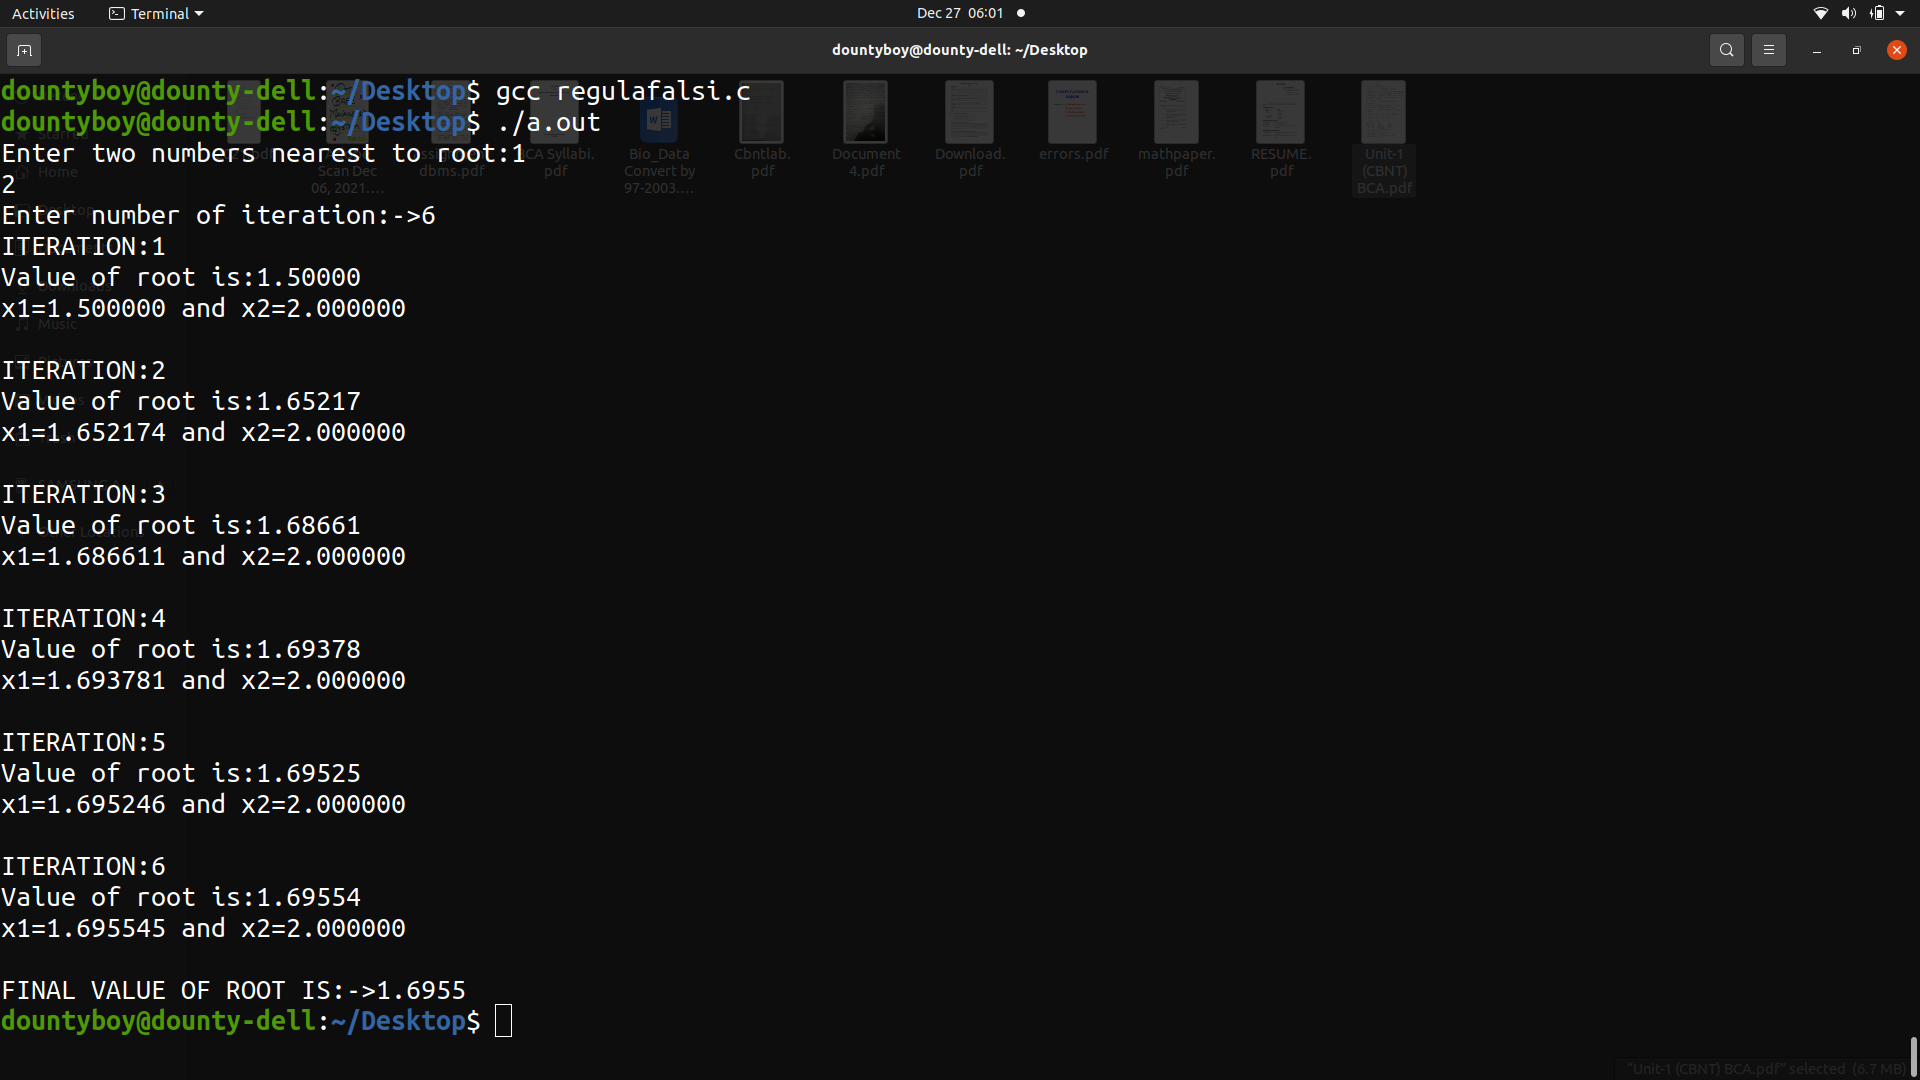 Activities Terminal Dec 27 06:01
dountyboy@dounty-dell: ~/Desktop
dountyboy@dounty-dell:~/Desktop$ gcc regulafalsi.c
dountyboy@dounty-dell:~/Desktop$ ./a.out
Enter two numbers nearest to root:1
2
Enter number of iteration:->6
ITERATION:1
Value of root is:1.50000
x1=1.500000 and x2=2.000000
ITERATION:2
Value of root is:1.65217
x1=1.652174 and x2=2.000000
ITERATION:3
Value of root is:1.68661
x1=1.686611 and x2=2.000000
ITERATION:4
Value of root is:1.69378
x1=1.693781 and x2=2.000000
ITERATION:5
Value of root is:1.69525
x1=1.695246 and x2=2.000000
ITERATION:6
Value of root is:1.69554
x1=1.695545 and x2=2.000000
FINAL VALUE OF ROOT IS:->1.6955
dountyboy@dounty-dell:~/Desktop$
Scan Dec
06, 2021....
dbms.pdf
BCA Syllabi.
pdf
Bio_Data
Convert by
97-2003....
Cbntlab.
pdf
Document
4.pdf
Download.
pdf
errors.pdf
mathpaper.
pdf
RESUME.
pdf
Unit-1
(CBNT)
BCA.pdf
Home
Music
"Unit-1 (CBNT) BCA.pdf" selected (6.7 MB)